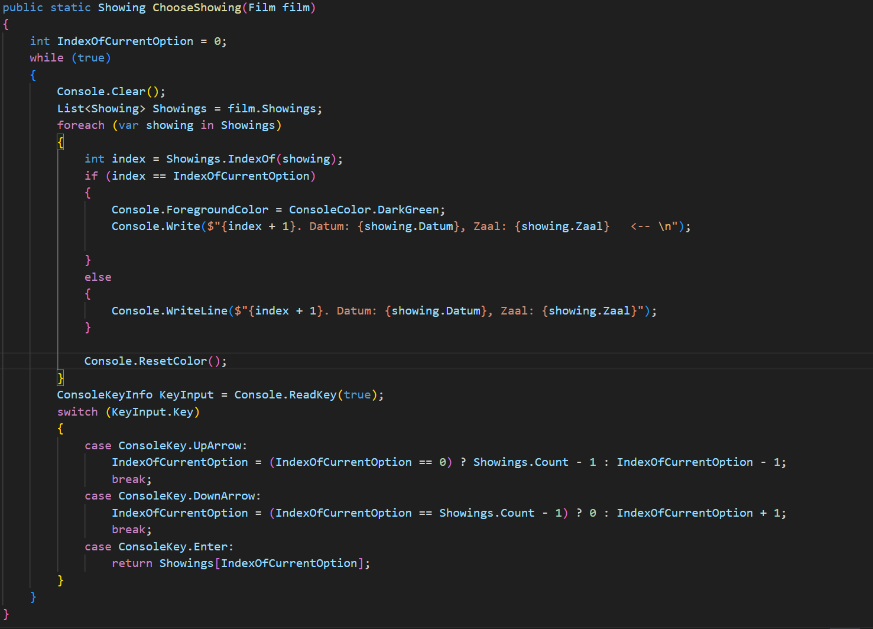 public static Showing ChooseShowing(Film film)
{
    int IndexOfCurrentOption = 0;
    while (true)
    {
        Console.Clear();
        List<Showing> Showings = film.Showings;
        foreach (var showing in Showings)
        {
            int index = Showings.IndexOf(showing);
            if (index == IndexOfCurrentOption)
            {
                Console.ForegroundColor = ConsoleColor.DarkGreen;
                Console.Write($"{index + 1}. Datum: {showing.Datum}, Zaal: {showing.Zaal}   <-- \n");
            }
            else
            {
                Console.WriteLine($"{index + 1}. Datum: {showing.Datum}, Zaal: {showing.Zaal}");
            }
            Console.ResetColor();
        }
        ConsoleKeyInfo KeyInput = Console.ReadKey(true);
        switch (KeyInput.Key)
        {
            case ConsoleKey.UpArrow:
                IndexOfCurrentOption = (IndexOfCurrentOption == 0) ? Showings.Count - 1 : IndexOfCurrentOption - 1;
                break;
            case ConsoleKey.DownArrow:
                IndexOfCurrentOption = (IndexOfCurrentOption == Showings.Count - 1) ? 0 : IndexOfCurrentOption + 1;
                break;
            case ConsoleKey.Enter:
                return Showings[IndexOfCurrentOption];
        }
    }
}